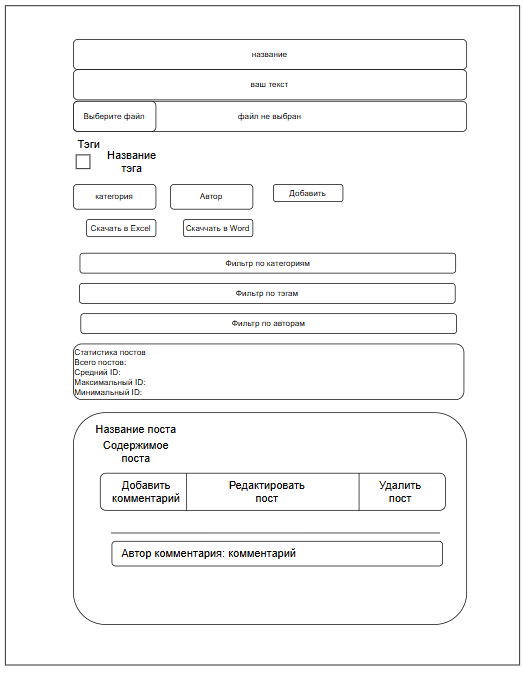 название
ваш текст
Выберите файл файл не выбран
Тэги
Название
тэга
категория Автор Добавить
Скачать в Excel Скаччать в Word
Фильтр по категориям
Фильтр по тэгам
Фильтр по авторам
Статистика постов
Всего постов:
Средний ID:
Максимальный ID:
Минимальный ID:
Название поста
Содержимое
поста
Добавить Редактировать Удалить
комментарий пост пост
Автор комментария: комментарий